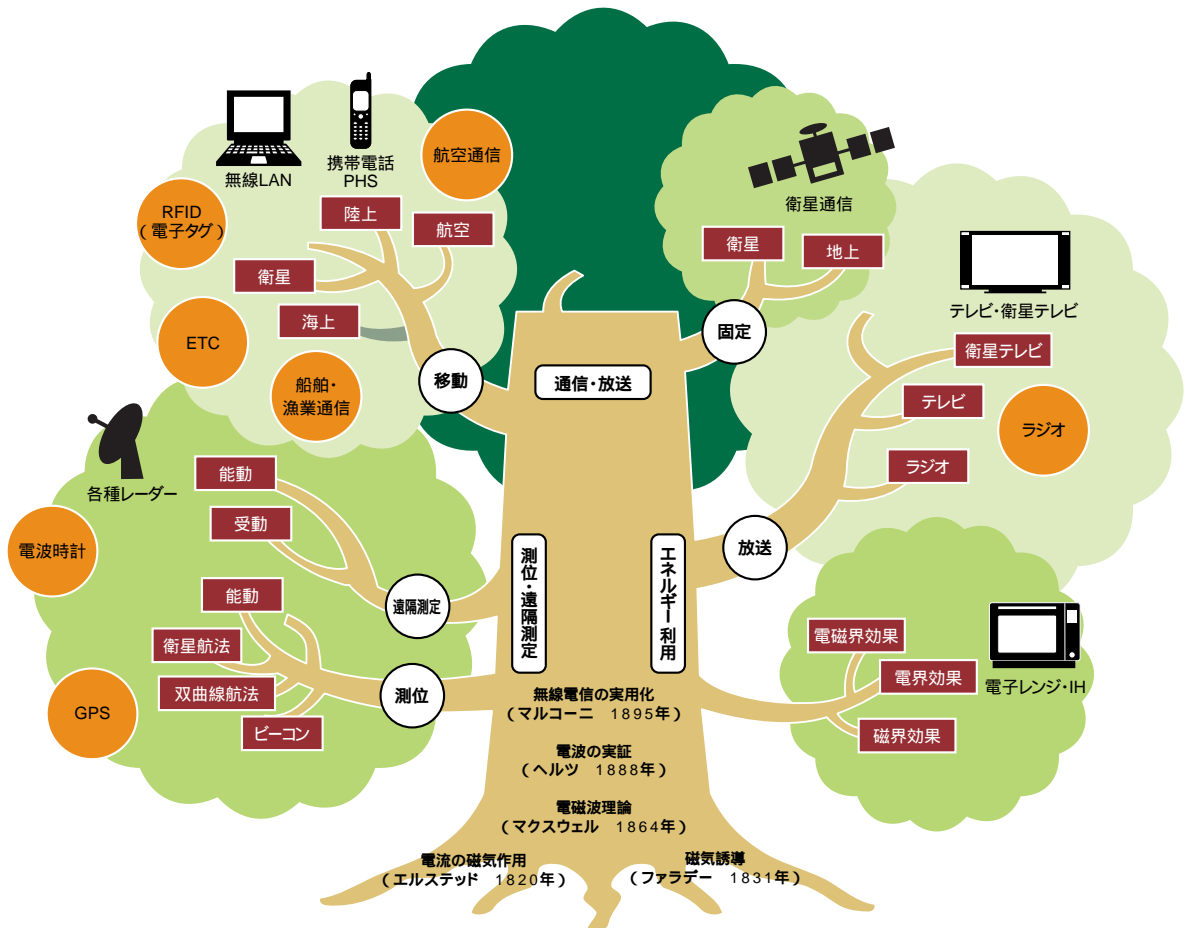 無線LAN
携帯電話
PHS
航空通信
RFID
(電子タグ)
陸上
航空
衛星
海上
ETC
船舶・
漁業通信
移動
通信・放送
固定
衛星通信
衛星
地上
テレビ・衛星テレビ
衛星テレビ
テレビ
ラジオ
ラジオ
放送
各種レーダー
能動
受動
電波時計
遠隔測定
測位・遠隔測定
エネルギー利用
能動
衛星航法
双曲線航法
ビーコン
GPS
測位
電磁界効果
電界効果
磁界効果
電子レンジ・IH
無線電信の実用化
(マルコーニ 1895年)
電波の実証
(ヘルツ 1888年)
電磁波理論
(マクスウェル 1864年)
電流の磁気作用
(エルステッド 1820年)
磁気誘導
(ファラデー 1831年)